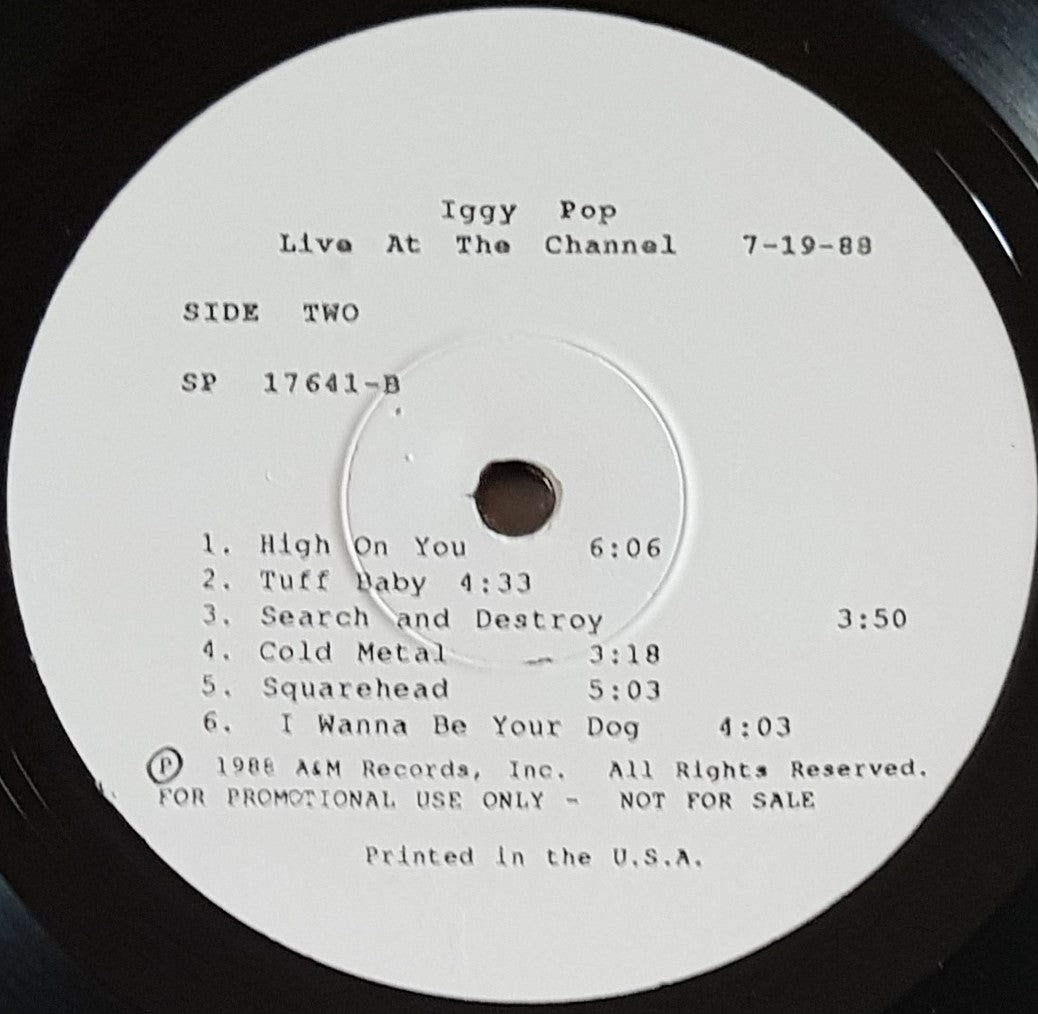 Iggy Pop
Live At The Channel 7-19-88
SIDE TWO
SP 17641-B
1. High On You 6:06
2. Tuff Baby 4:33
3. Search and Destroy 3:50
4. Cold Metal 3:18
5. Squarehead 5:03
6. I Wanna Be Your Dog 4:03
Ⓟ 1988 A&M Records, Inc. All Rights Reserved.
FOR PROMOTIONAL USE ONLY - NOT FOR SALE
Printed in the U.S.A.